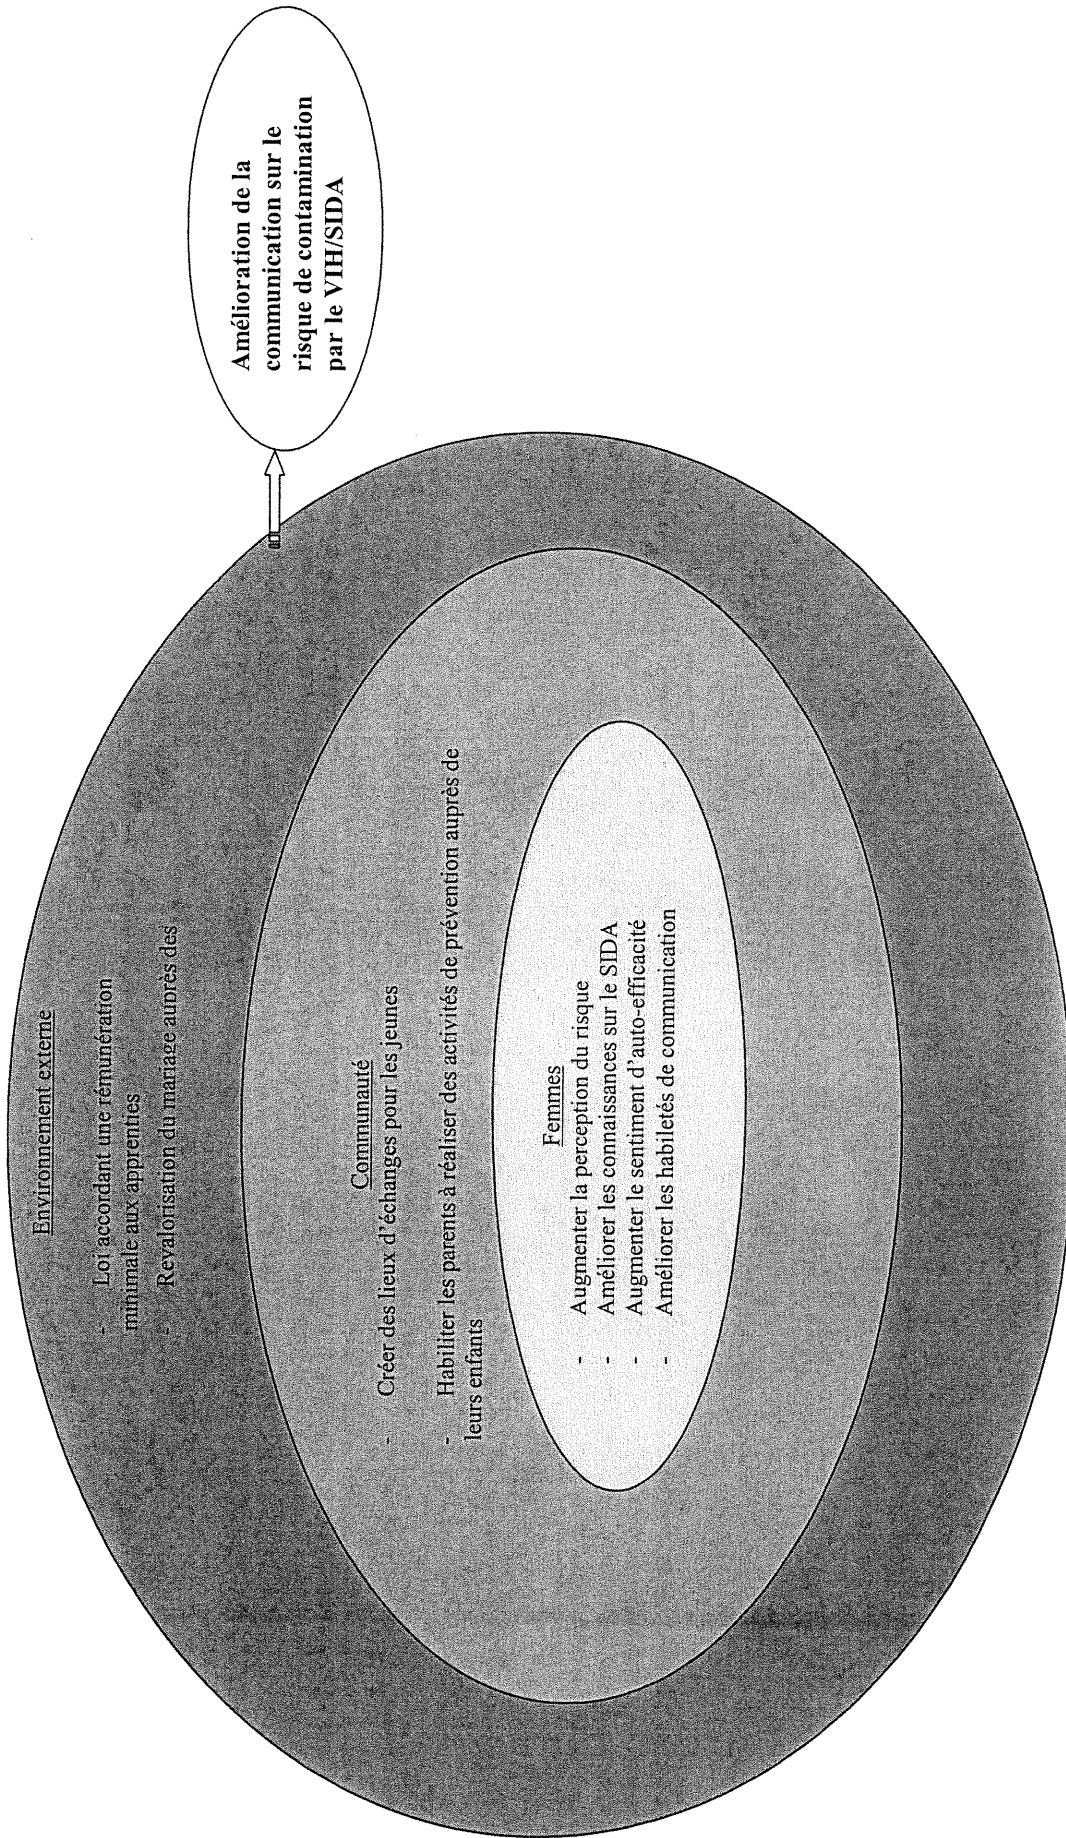 Environnement externe
- Loi accordant une rémunération
minimale aux apprenties
- Revalorisation du mariage auprès des
Communauté
- Créer des lieux d'échanges pour les jeunes
- Habiliter les parents à réaliser des activités de prévention auprès de
leurs enfants
Femmes
- Augmenter la perception du risque
- Améliorer les connaissances sur le SIDA
- Augmenter le sentiment d'auto-efficacité
- Améliorer les habiletés de communication
Amélioration de la
communication sur le
risque de contamination
par le VIH/SIDA